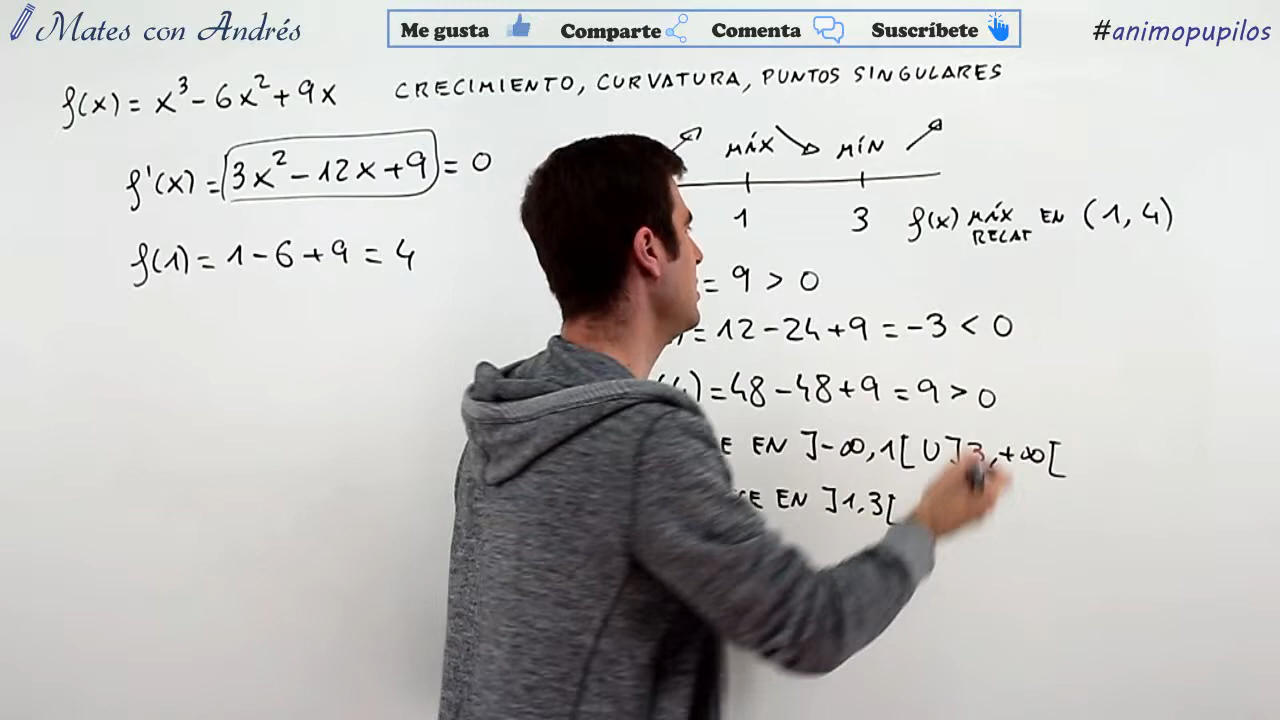 Mates con Andrés
Me gusta Comparte Comenta Suscríbete
#animopupilos
f(x) = x³ - 6x² + 9x
CRECIMIENTO, CURVATURA, PUNTOS SINGULARES
f'(x) = 3x² - 12x + 9 = 0
f(1) = 1 - 6 + 9 = 4
MÁX MÍN
1 3
f(x) MÁX RELAT EN (1, 4)
= 9 > 0
= 12 - 24 + 9 = -3 < 0
) = 48 - 48 + 9 = 9 > 0
EN ]-∞, 1[ U ]3, +∞[
EN ]1, 3[